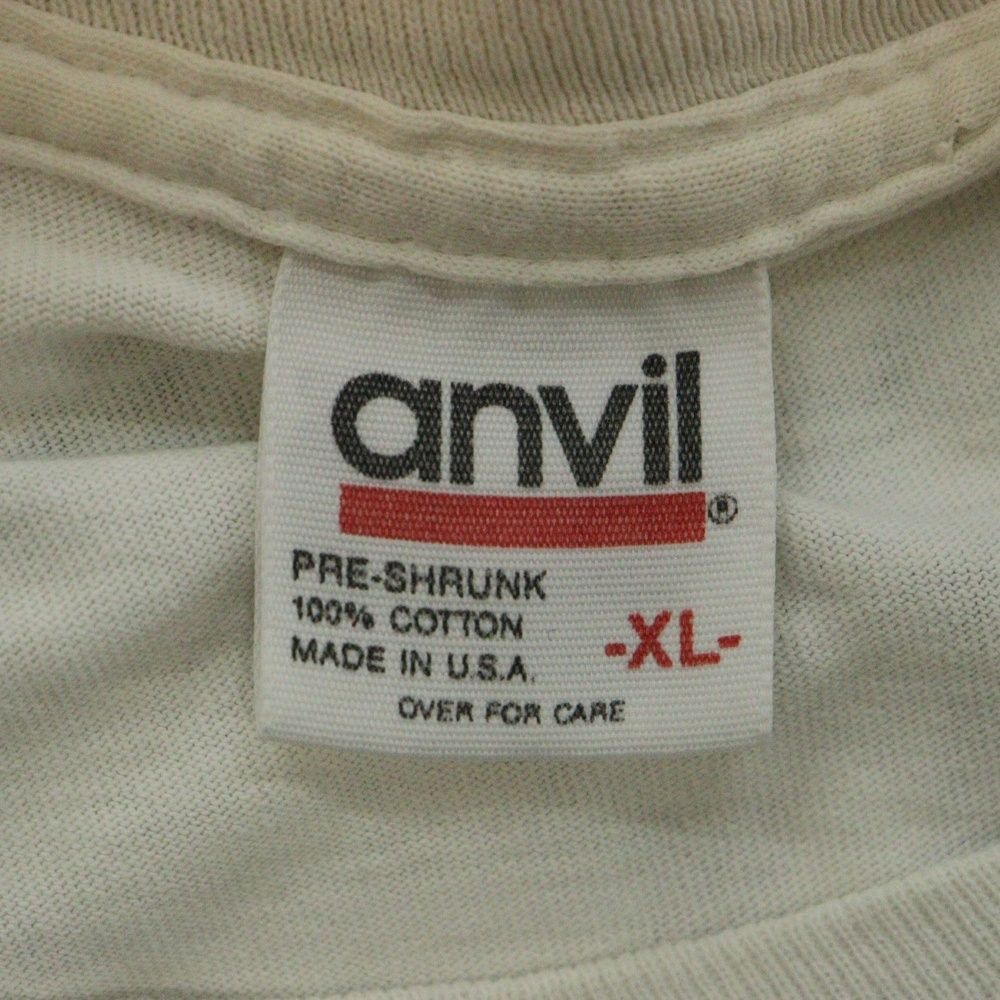 anvil®
PRE-SHRUNK
100% COTTON
MADE IN U.S.A.
-XL-
OVER FOR CARE